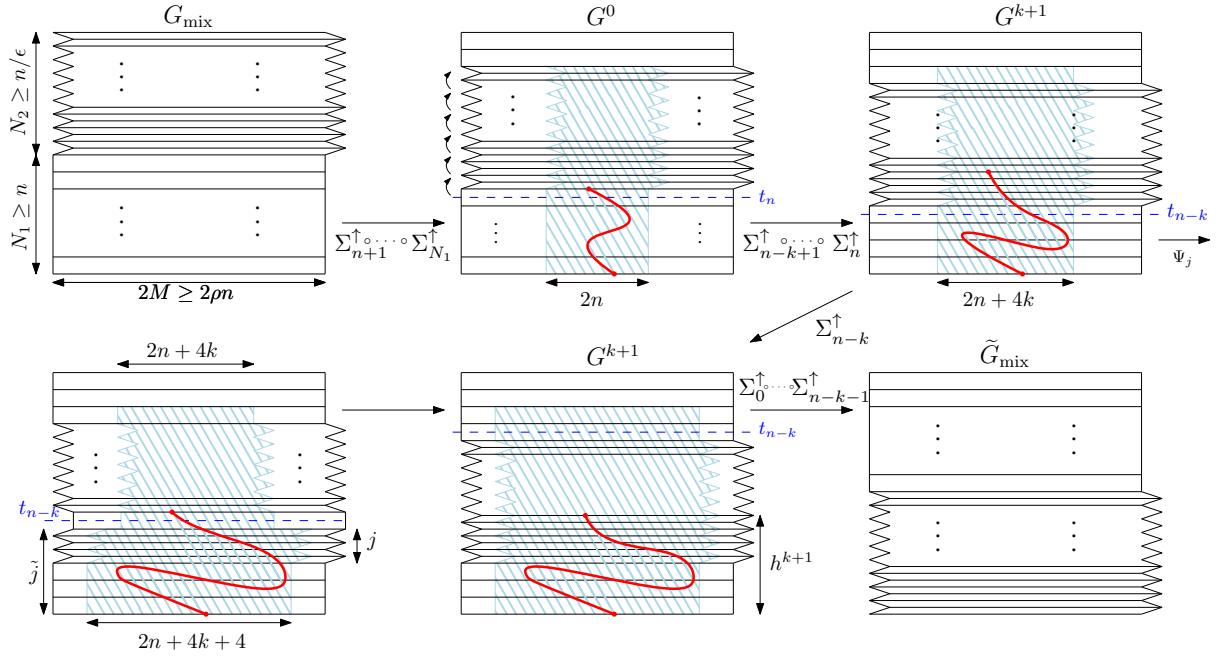 G_mix
G^0
G^{k+1}
N_2 ≥ n/ϵ
N_1 ≥ n
t_n
t_{n−k}
Σ^↑_{n+1} ∘⋯∘ Σ^↑_{N_1}
Σ^↑_{n−k+1} ∘⋯∘ Σ^↑_n
Ψ_j
2M ≥ 2ρn
2n
2n + 4k
Σ^↑_{n−k}
2n + 4k
G^{k+1}
G̃_mix
Σ^↑_0 ∘⋯∘ Σ^↑_{n−k−1}
t_{n−k}
t_{n−k}
j
j̃
h^{k+1}
2n + 4k + 4